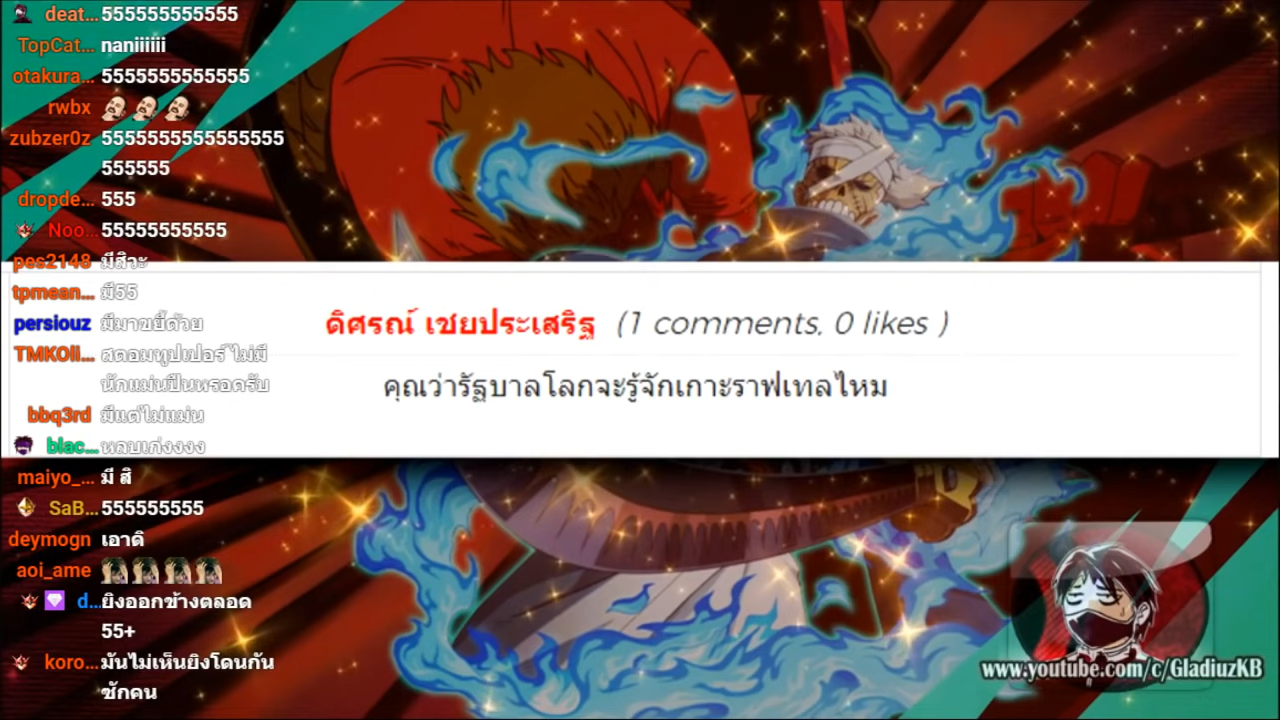 deat... 555555555555
TopCat... naniiiiii
otakura... 5555555555555
rwbx
zubzer0z 5555555555555555
555555
dropde... 555
Noo... 55555555555
pes2148 มีสิวะ
tpmean... มี55
persiouz มีมาขยี้ด้วย
TMKOli... สตอมทูปเปอร์ ไม่มี
นักแม่นปืนหรอครับ
bbq3rd มีแต่ไม่แม่น
blac... หลบเก่งงงง
maiyo_... มี สิ
SaB... 555555555
deymogn เอาดิ
aoi_ame
d... ยิงออกข้างตลอด
55+
koro... มันไม่เห็นยิงโดนกัน
ซักคน
ดิศรณ์ เชยประเสริฐ (1 comments, 0 likes )
คุณว่ารัฐบาลโลกจะรู้จักเกาะราฟเทลไหม
www.youtube.com/c/GladiuzKB